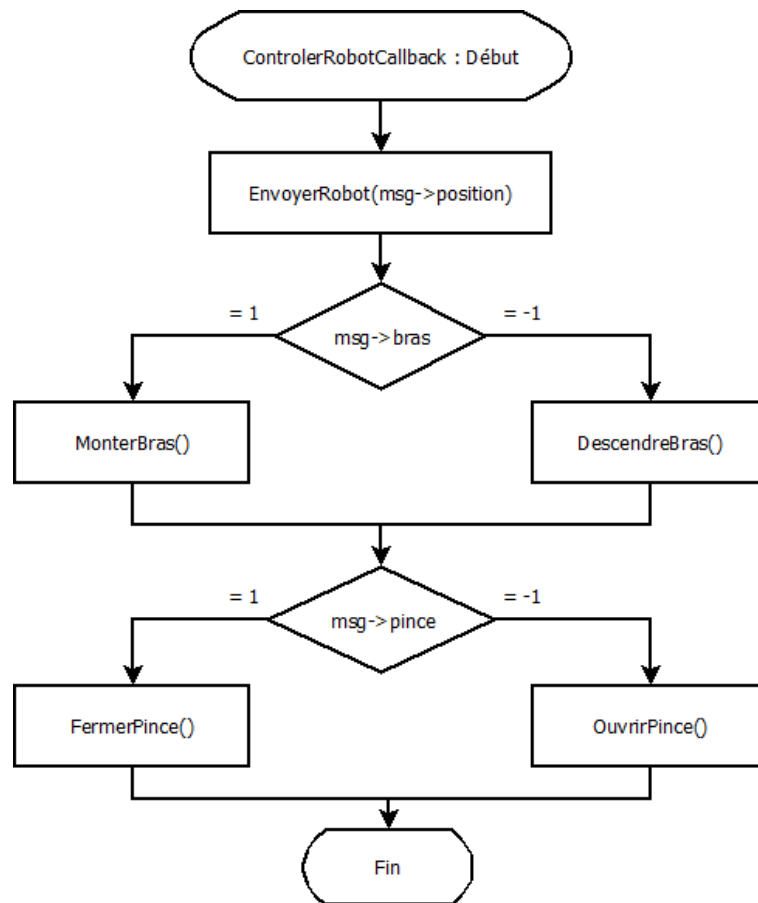 ControlerRobotCallback : Début
EnvoyerRobot(msg->position)
= 1
= -1
msg->bras
MonterBras()
DescendreBras()
= 1
= -1
msg->pince
FermerPince()
OuvrirPince()
Fin